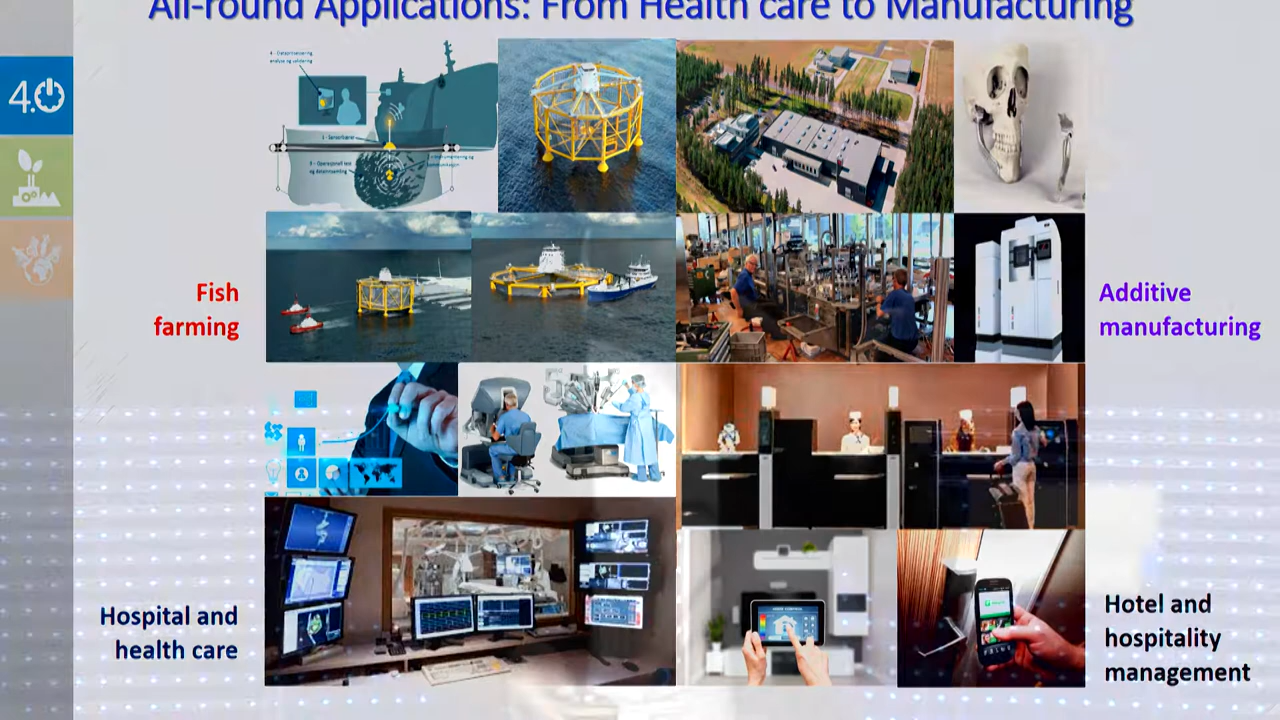 All-round Applications: From Health care to Manufacturing
4.0
Fish
farming
Additive
manufacturing
Hospital and
health care
Hotel and
hospitality
management